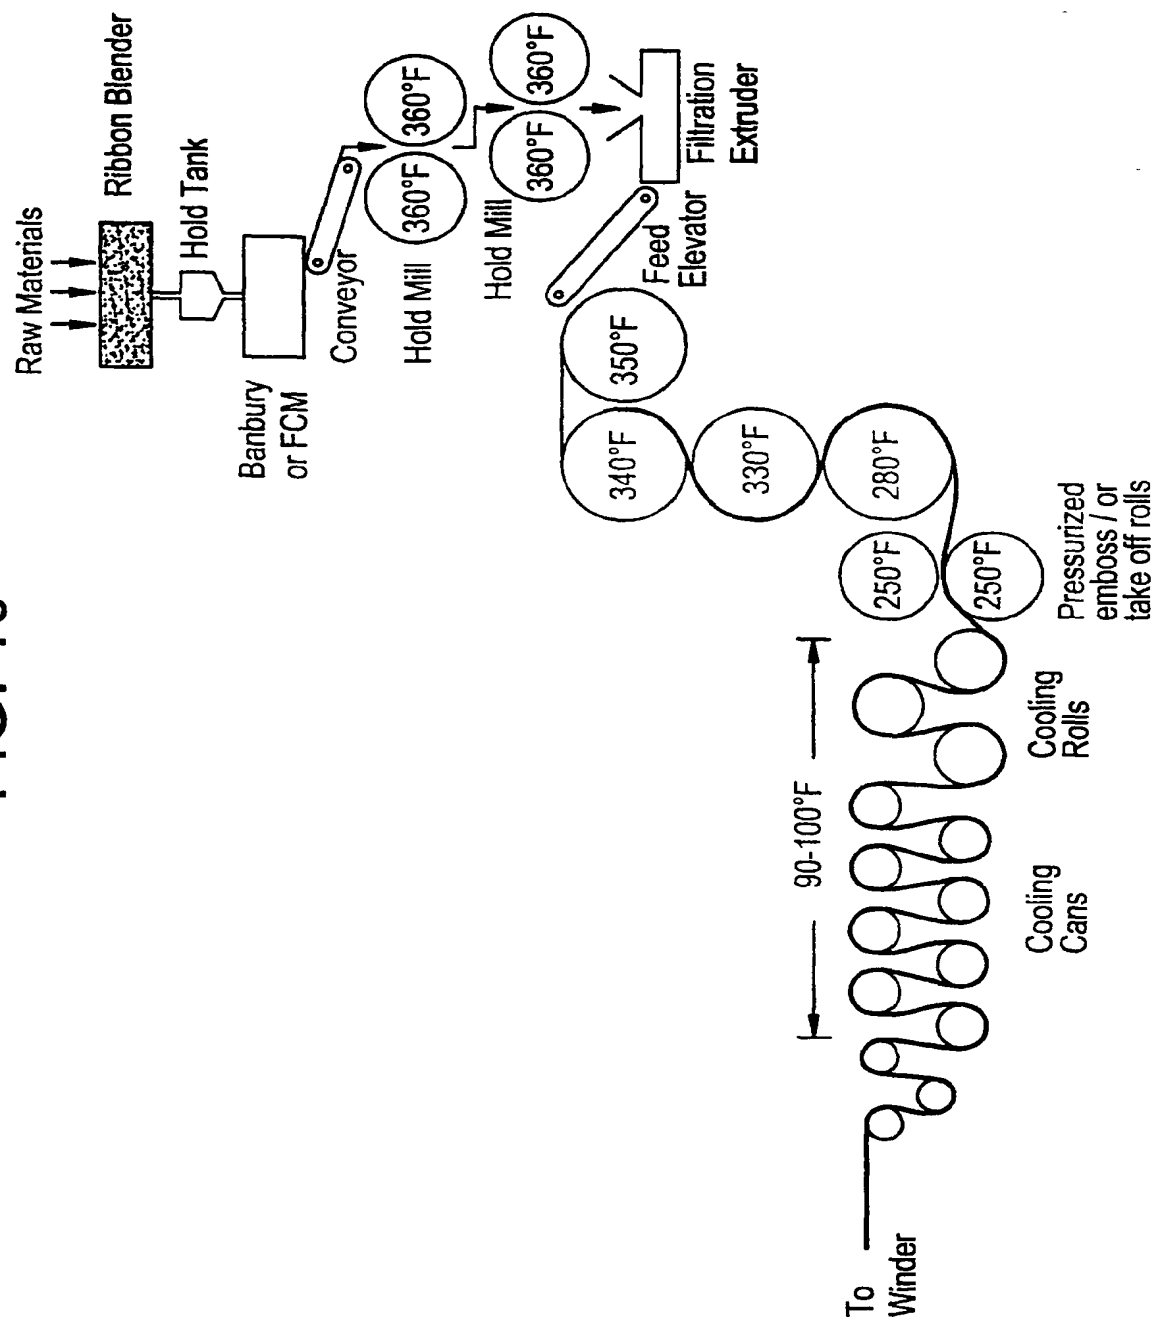 Raw Materials
Ribbon Blender
Hold Tank
Banbury
or FCM
Conveyor
360°F
360°F
Hold Mill
360°F
360°F
Hold Mill
Filtration
Extruder
Feed
Elevator
350°F
340°F
330°F
280°F
250°F
250°F
Pressurized
emboss / or
take off rolls
90-100°F
Cooling
Rolls
Cooling
Cans
To
Winder